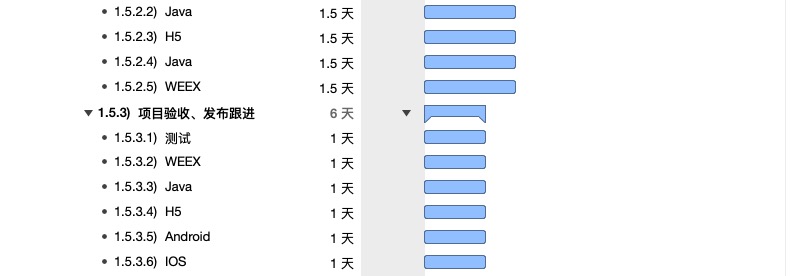 1.5.2.2) Java 1.5 天
1.5.2.3) H5 1.5 天
1.5.2.4) Java 1.5 天
1.5.2.5) WEEX 1.5 天
1.5.3) 项目验收、发布跟进 6 天
1.5.3.1) 测试 1 天
1.5.3.2) WEEX 1 天
1.5.3.3) Java 1 天
1.5.3.4) H5 1 天
1.5.3.5) Android 1 天
1.5.3.6) IOS 1 天